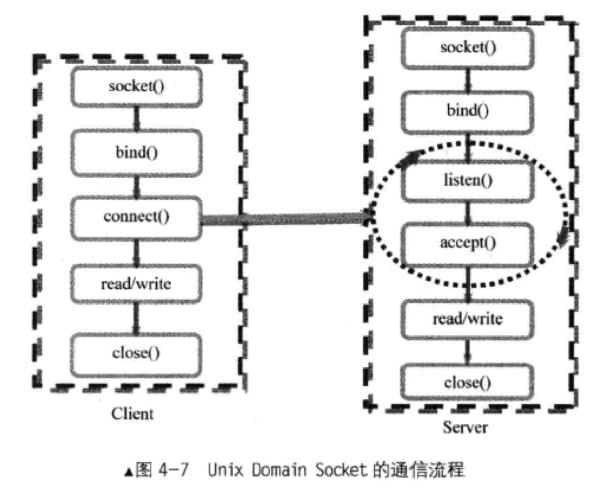 socket()
bind()
connect()
read/write
close()
Client
socket()
bind()
listen()
accept()
read/write
close()
Server
▲图 4-7 Unix Domain Socket 的通信流程